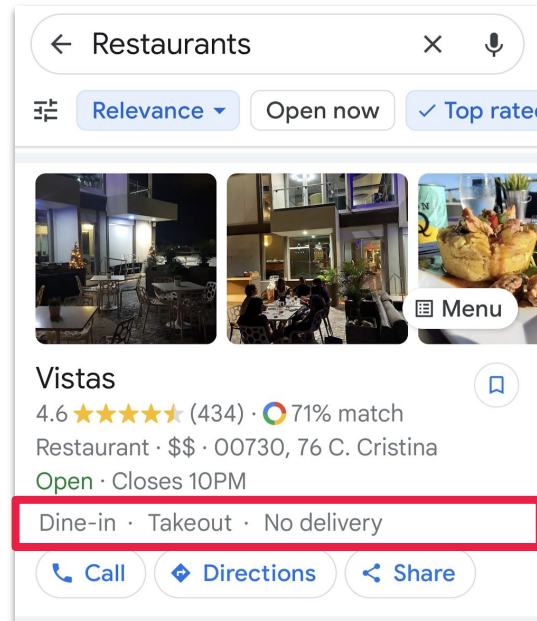 Restaurants
Relevance Open now Top rate
Menu
Vistas
4.6 (434) · 71% match
Restaurant · $$ · 00730, 76 C. Cristina
Open · Closes 10PM
Dine-in · Takeout · No delivery
Call Directions Share